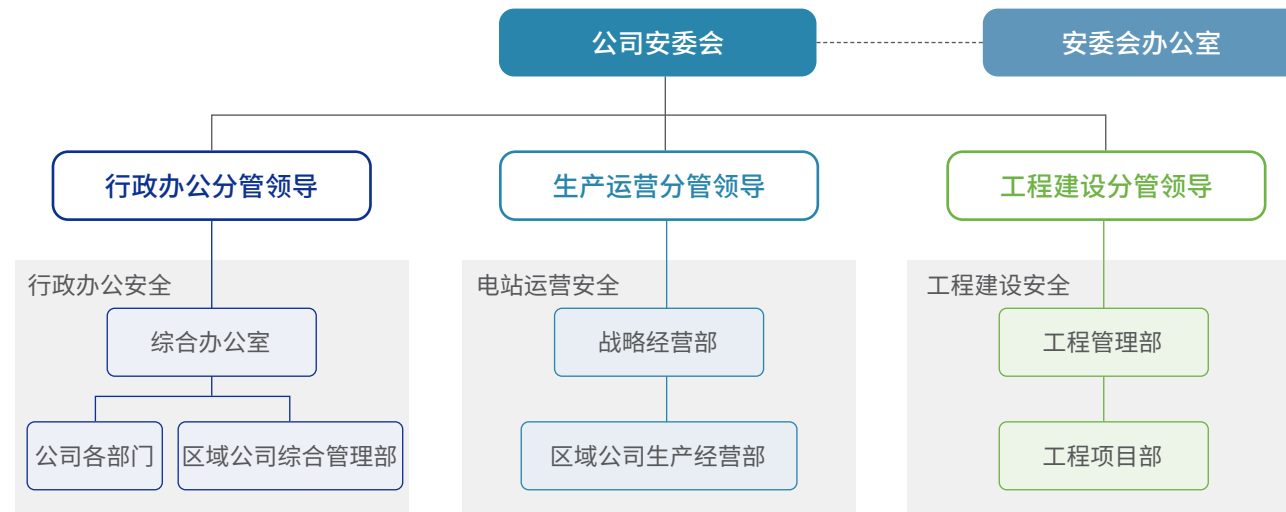 公司安委会
安委会办公室
行政办公分管领导
生产运营分管领导
工程建设分管领导
行政办公安全
电站运营安全
工程建设安全
综合办公室
战略经营部
工程管理部
公司各部门
区域公司综合管理部
区域公司生产经营部
工程项目部